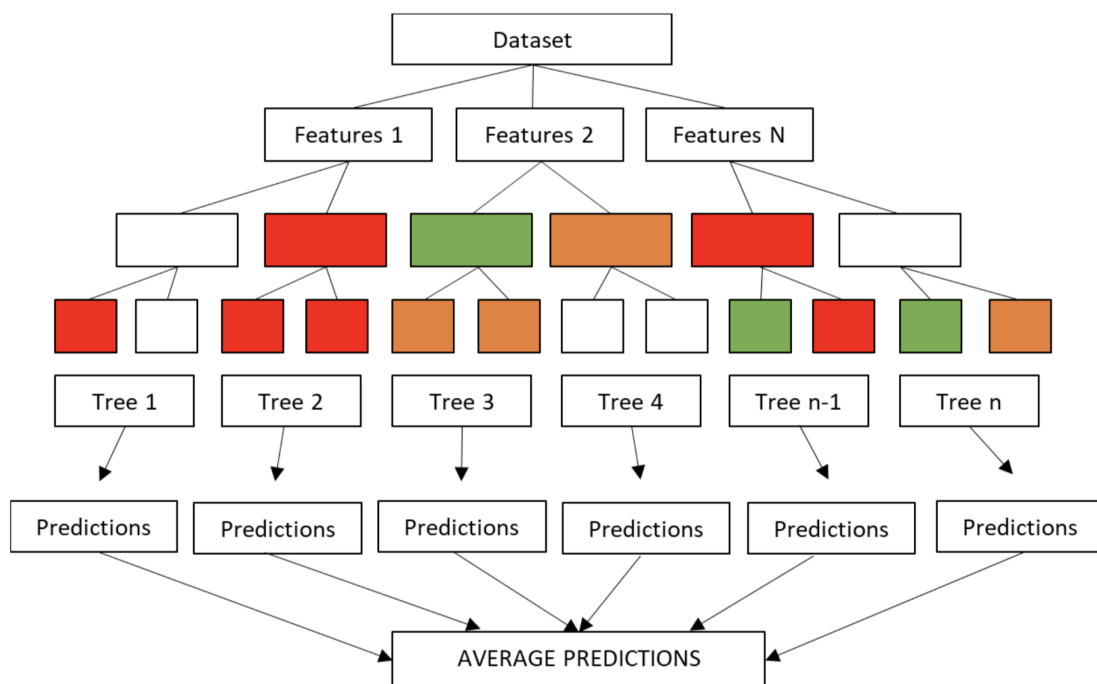 Dataset
Features 1
Features 2
Features N
Tree 1
Tree 2
Tree 3
Tree 4
Tree n-1
Tree n
Predictions
Predictions
Predictions
Predictions
Predictions
Predictions
AVERAGE PREDICTIONS